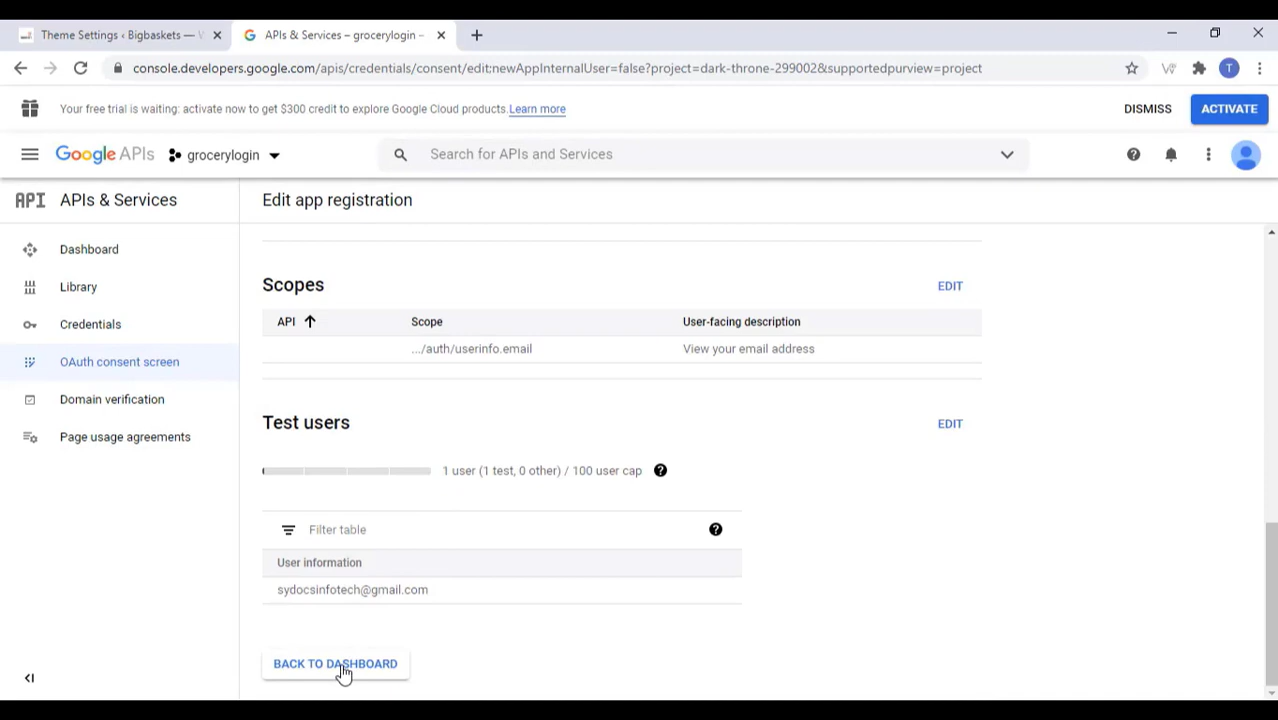 Theme Settings ‹ Bigbaskets —
APIs & Services – grocerylogin –
console.developers.google.com/apis/credentials/consent/edit:newAppInternalUser=false?project=dark-throne-299002&supportedpurview=project
T
Your free trial is waiting: activate now to get $300 credit to explore Google Cloud products. Learn more
DISMISS
ACTIVATE
Google APIs
grocerylogin
Search for APIs and Services
API APIs & Services
Edit app registration
Dashboard
Library
Credentials
OAuth consent screen
Domain verification
Page usage agreements
Scopes
EDIT
API Scope User-facing description
.../auth/userinfo.email View your email address
Test users
EDIT
1 user (1 test, 0 other) / 100 user cap
Filter table
User information
sydocsinfotech@gmail.com
BACK TO DASHBOARD